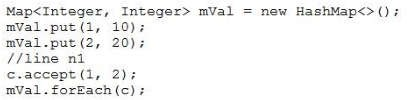 Map<Integer, Integer> mVal = new HashMap<>();
mVal.put(1, 10);
mVal.put(2, 20);
//line n1
c.accept(1, 2);
mVal.forEach(c);